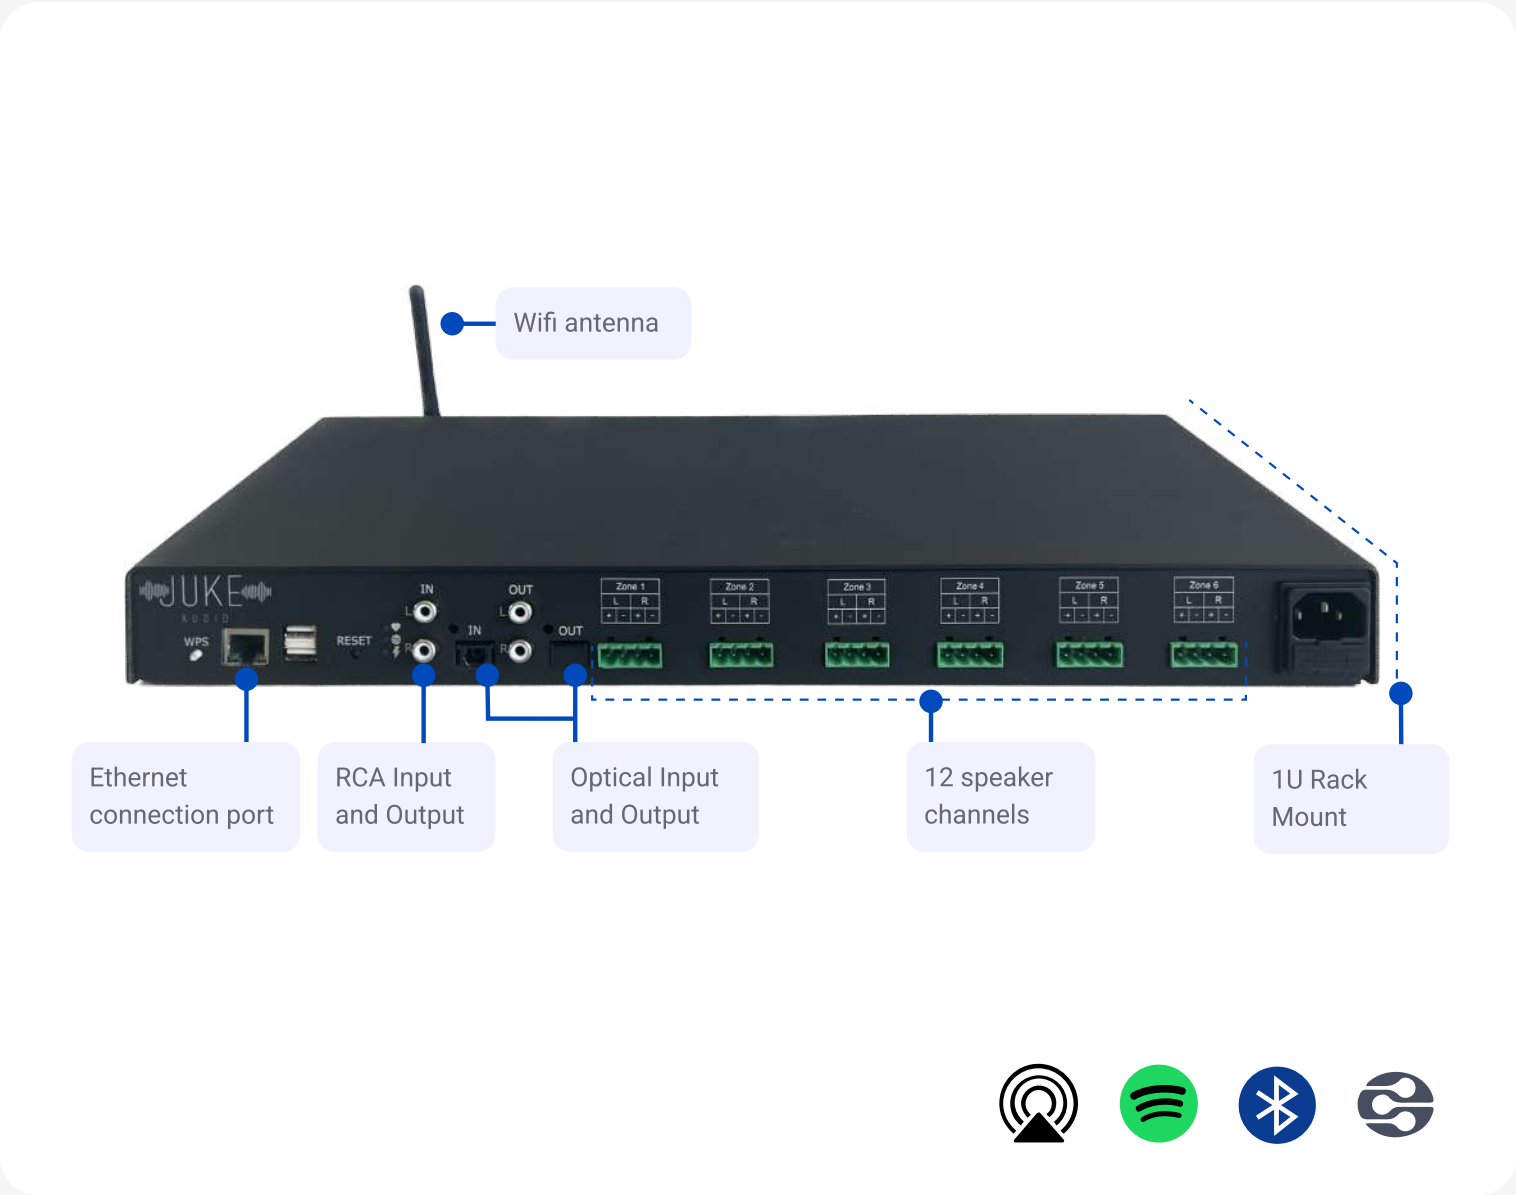 Wifi antenna
JUKE
AUDIO
WPS
RESET
IN
L
R
IN
OUT
L
R
OUT
Zone 1
L R
+ - + -
Zone 2
L R
+ - + -
Zone 3
L R
+ - + -
Zone 4
L R
+ - + -
Zone 5
L R
+ - + -
Zone 6
L R
+ - + -
Ethernet
connection port
RCA Input
and Output
Optical Input
and Output
12 speaker
channels
1U Rack
Mount